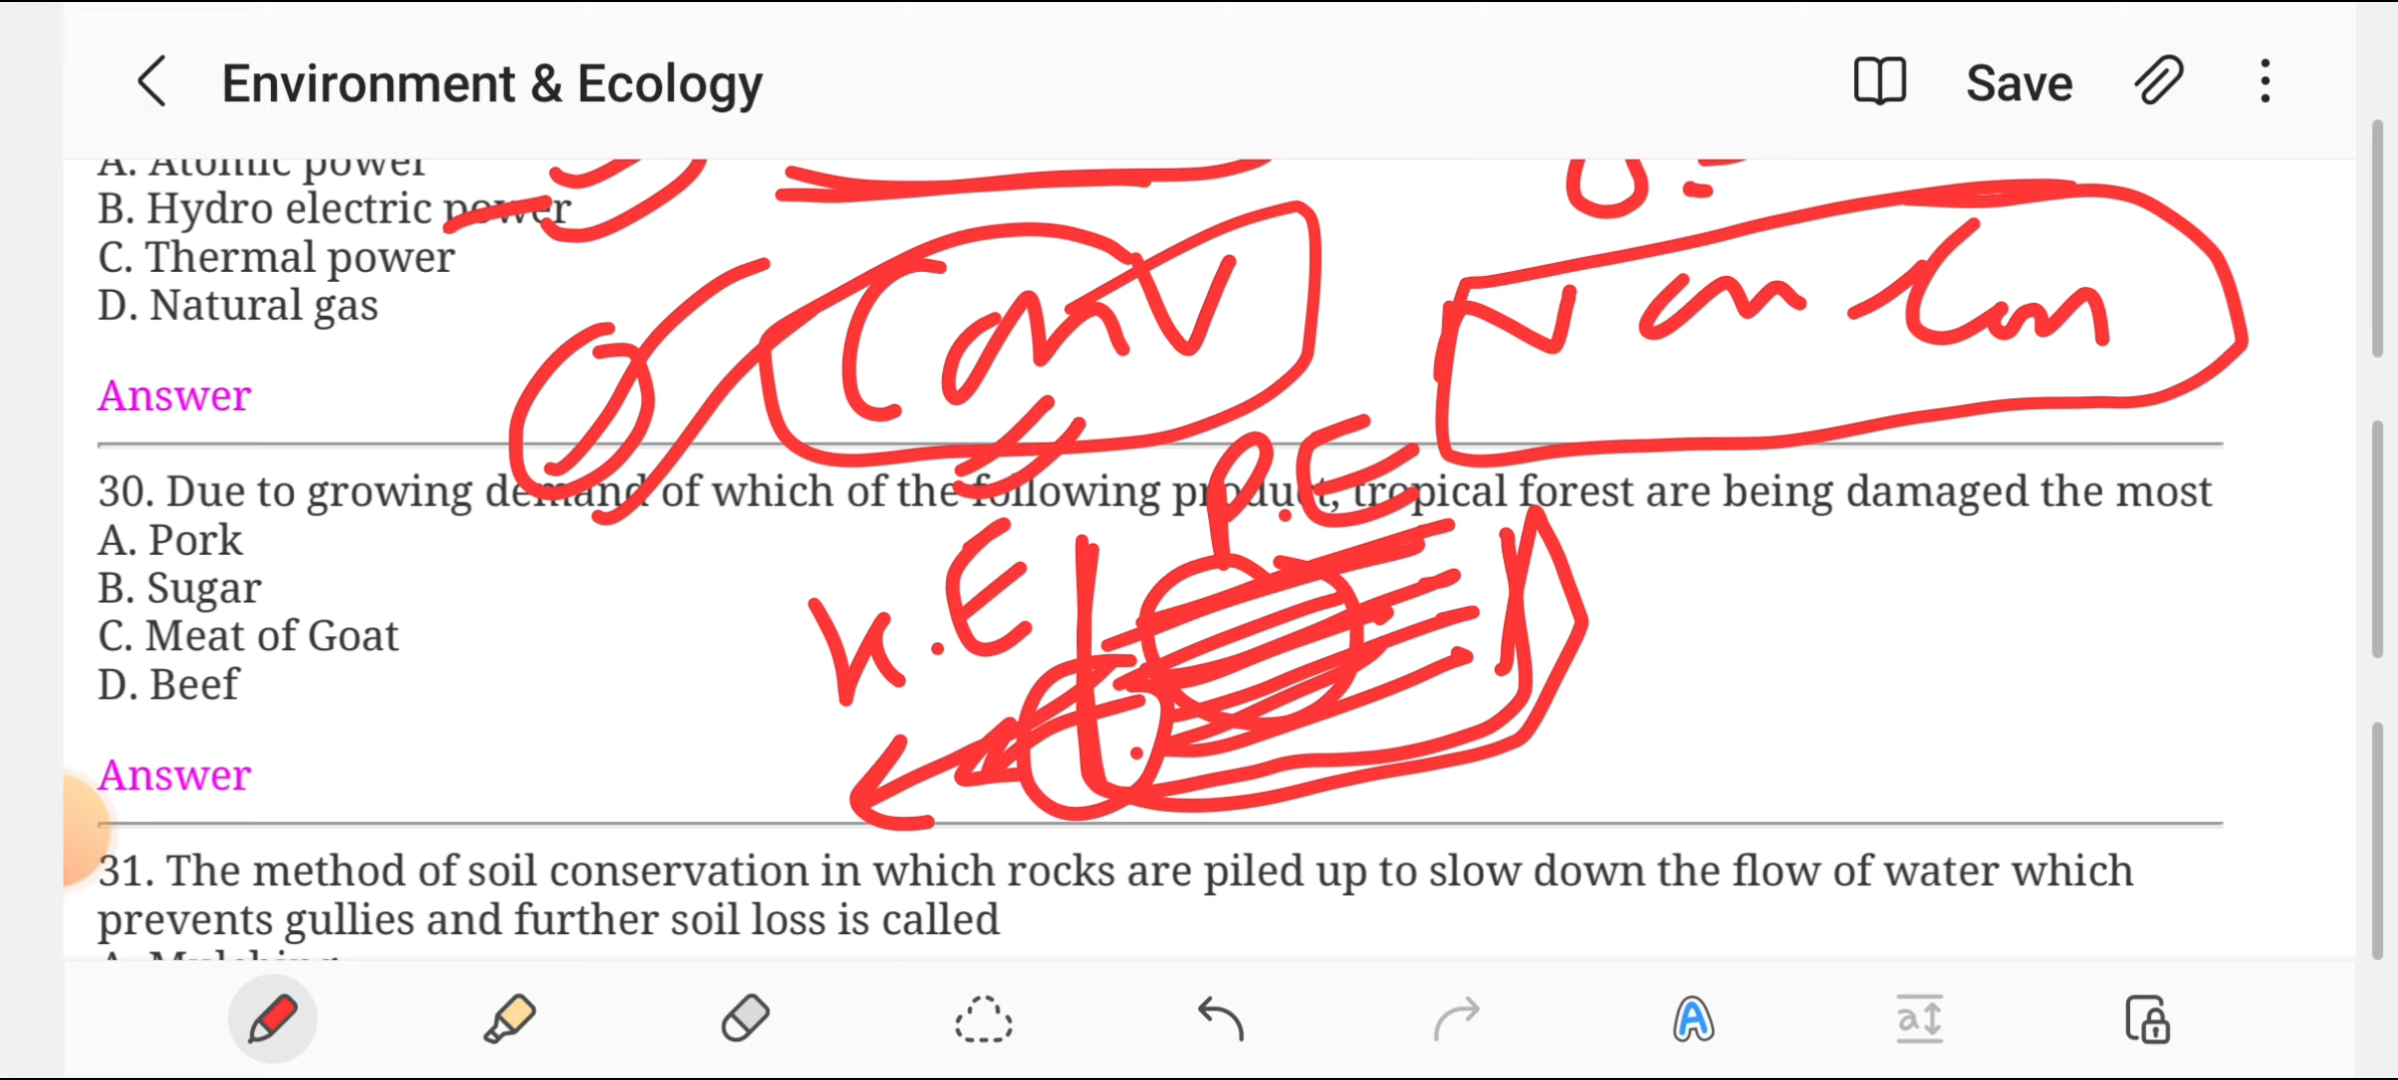 Environment & Ecology
Save
A. Atomic power
B. Hydro electric power
C. Thermal power
D. Natural gas
Conv
Answer
P.E
30. Due to growing demand of which of the following product, tropical forest are being damaged the most
A. Pork
K.E
B. Sugar
C. Meat of Goat
D. Beef
Answer
31. The method of soil conservation in which rocks are piled up to slow down the flow of water which
prevents gullies and further soil loss is called
A. Mulching